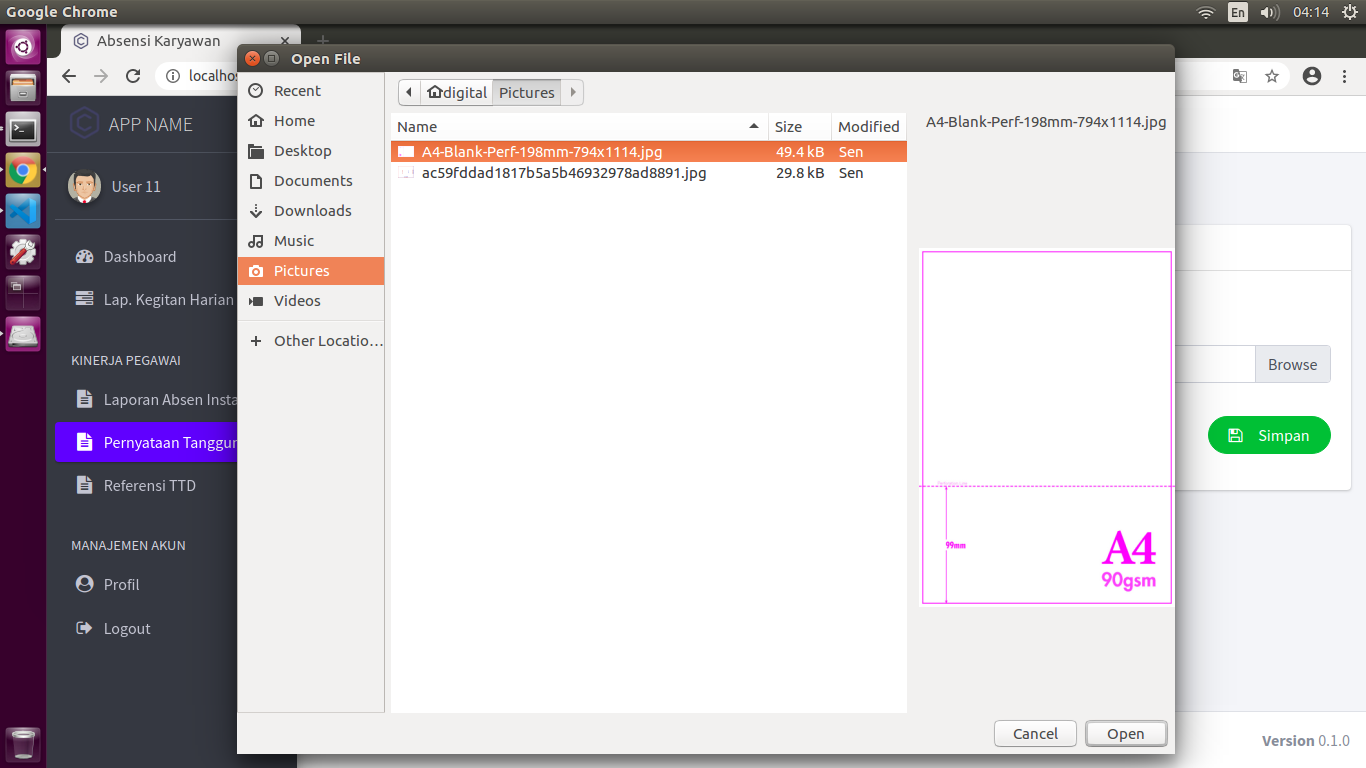 Google Chrome
En
04:14
Absensi Karyawan
localhos
APP NAME
User 11
Dashboard
Lap. Kegitan Harian
KINERJA PEGAWAI
Laporan Absen Insta
Pernyataan Tanggun
Referensi TTD
MANAJEMEN AKUN
Profil
Logout
Open File
Recent
Home
Desktop
Documents
Downloads
Music
Pictures
Videos
Other Locatio...
digital
Pictures
Name Size Modified
A4-Blank-Perf-198mm-794x1114.jpg 49.4 kB Sen
ac59fddad1817b5a5b46932978ad8891.jpg 29.8 kB Sen
A4-Blank-Perf-198mm-794x1114.jpg
99mm
A4
90gsm
Cancel
Open
Browse
Simpan
Version 0.1.0